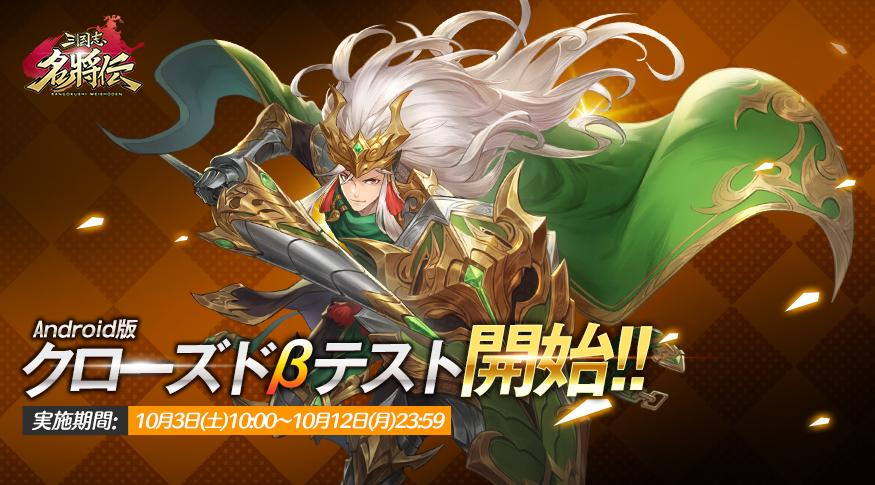 三国志
名将伝
SANGOKUSHI MEISHODEN
Android版
クローズドβテスト開始!!
実施期間: 10月3日(土)10:00〜10月12日(月)23:59